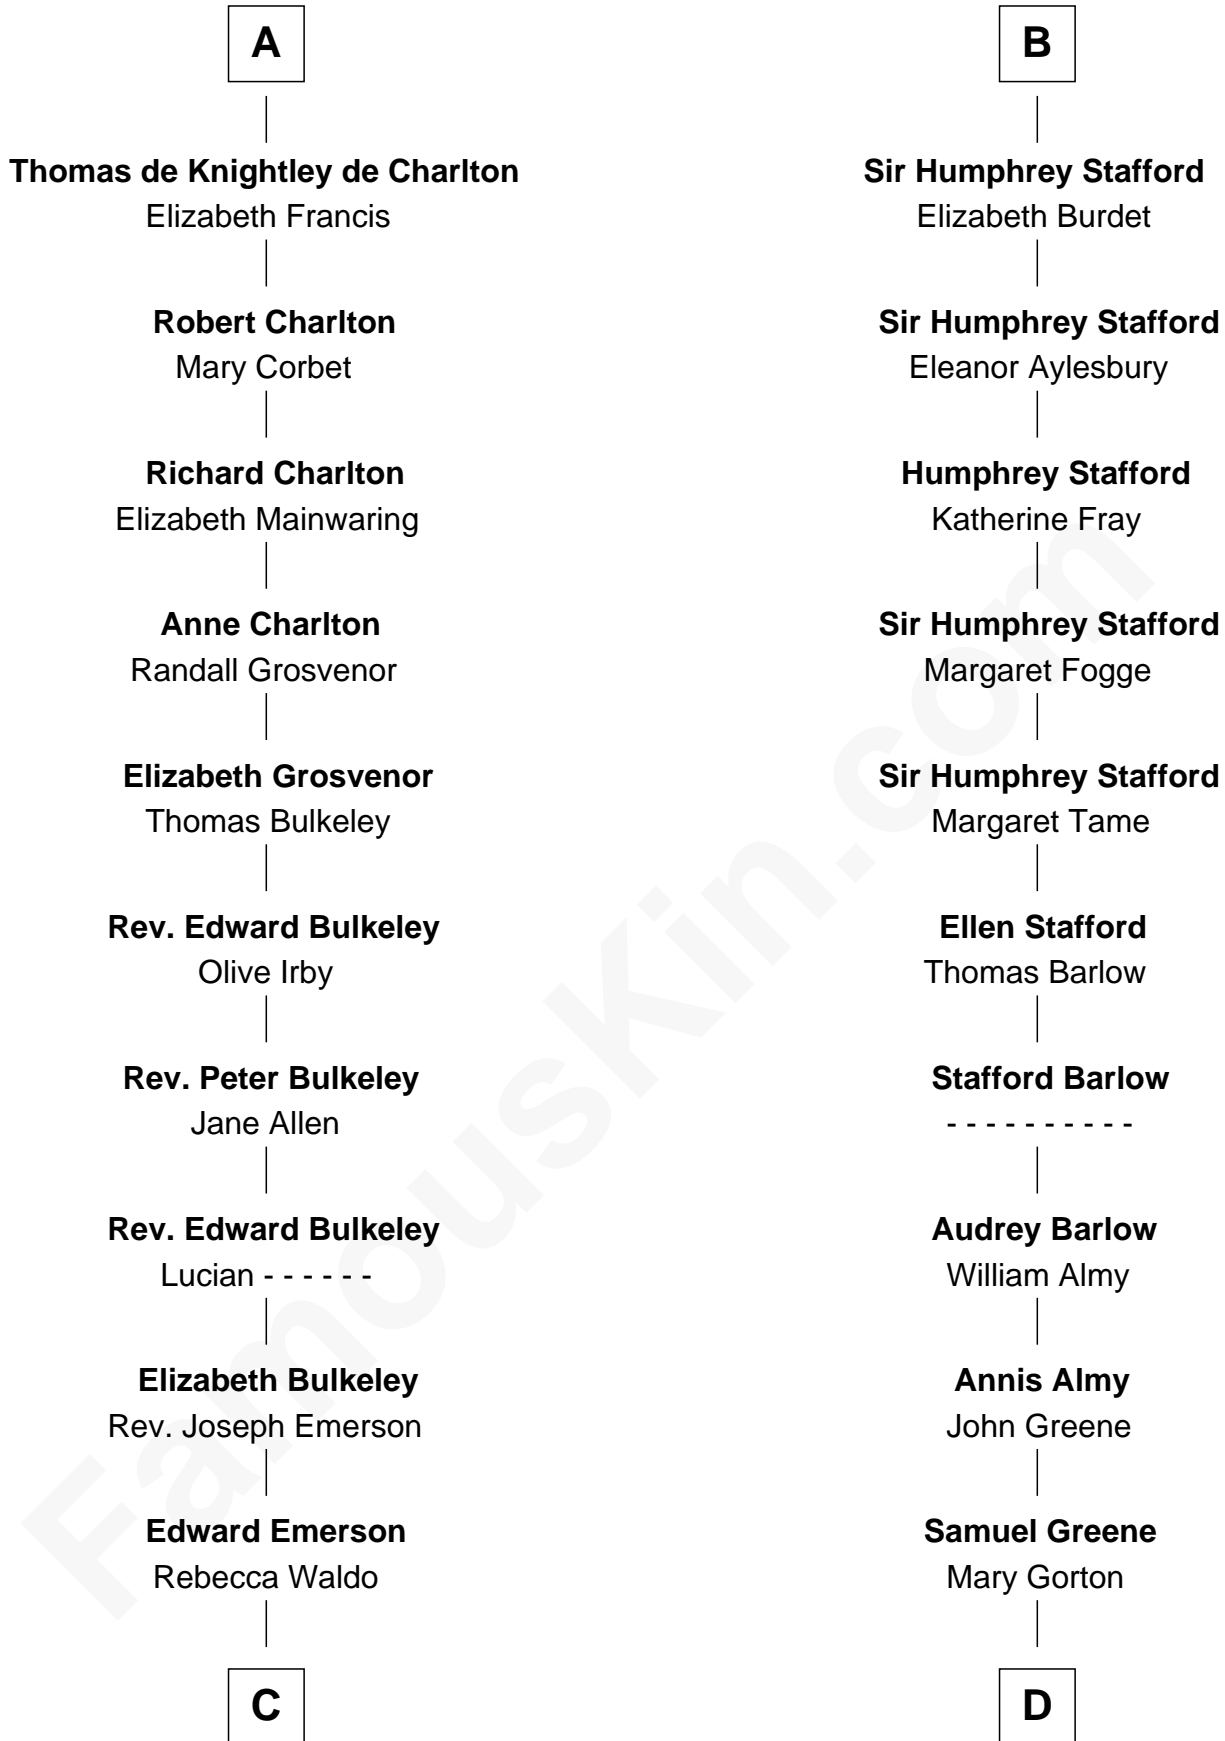 A
Thomas de Knightley de Charlton
Elizabeth Francis
Robert Charlton
Mary Corbet
Richard Charlton
Elizabeth Mainwaring
Anne Charlton
Randall Grosvenor
Elizabeth Grosvenor
Thomas Bulkeley
Rev. Edward Bulkeley
Olive Irby
Rev. Peter Bulkeley
Jane Allen
Rev. Edward Bulkeley
Lucian - - - - - -
Elizabeth Bulkeley
Rev. Joseph Emerson
Edward Emerson
Rebecca Waldo
C
B
Sir Humphrey Stafford
Elizabeth Burdet
Sir Humphrey Stafford
Eleanor Aylesbury
Humphrey Stafford
Katherine Fray
Sir Humphrey Stafford
Margaret Fogge
Sir Humphrey Stafford
Margaret Tame
Ellen Stafford
Thomas Barlow
Stafford Barlow
- - - - - - - - - -
Audrey Barlow
William Almy
Annis Almy
John Greene
Samuel Greene
Mary Gorton
D
FamousKin.com